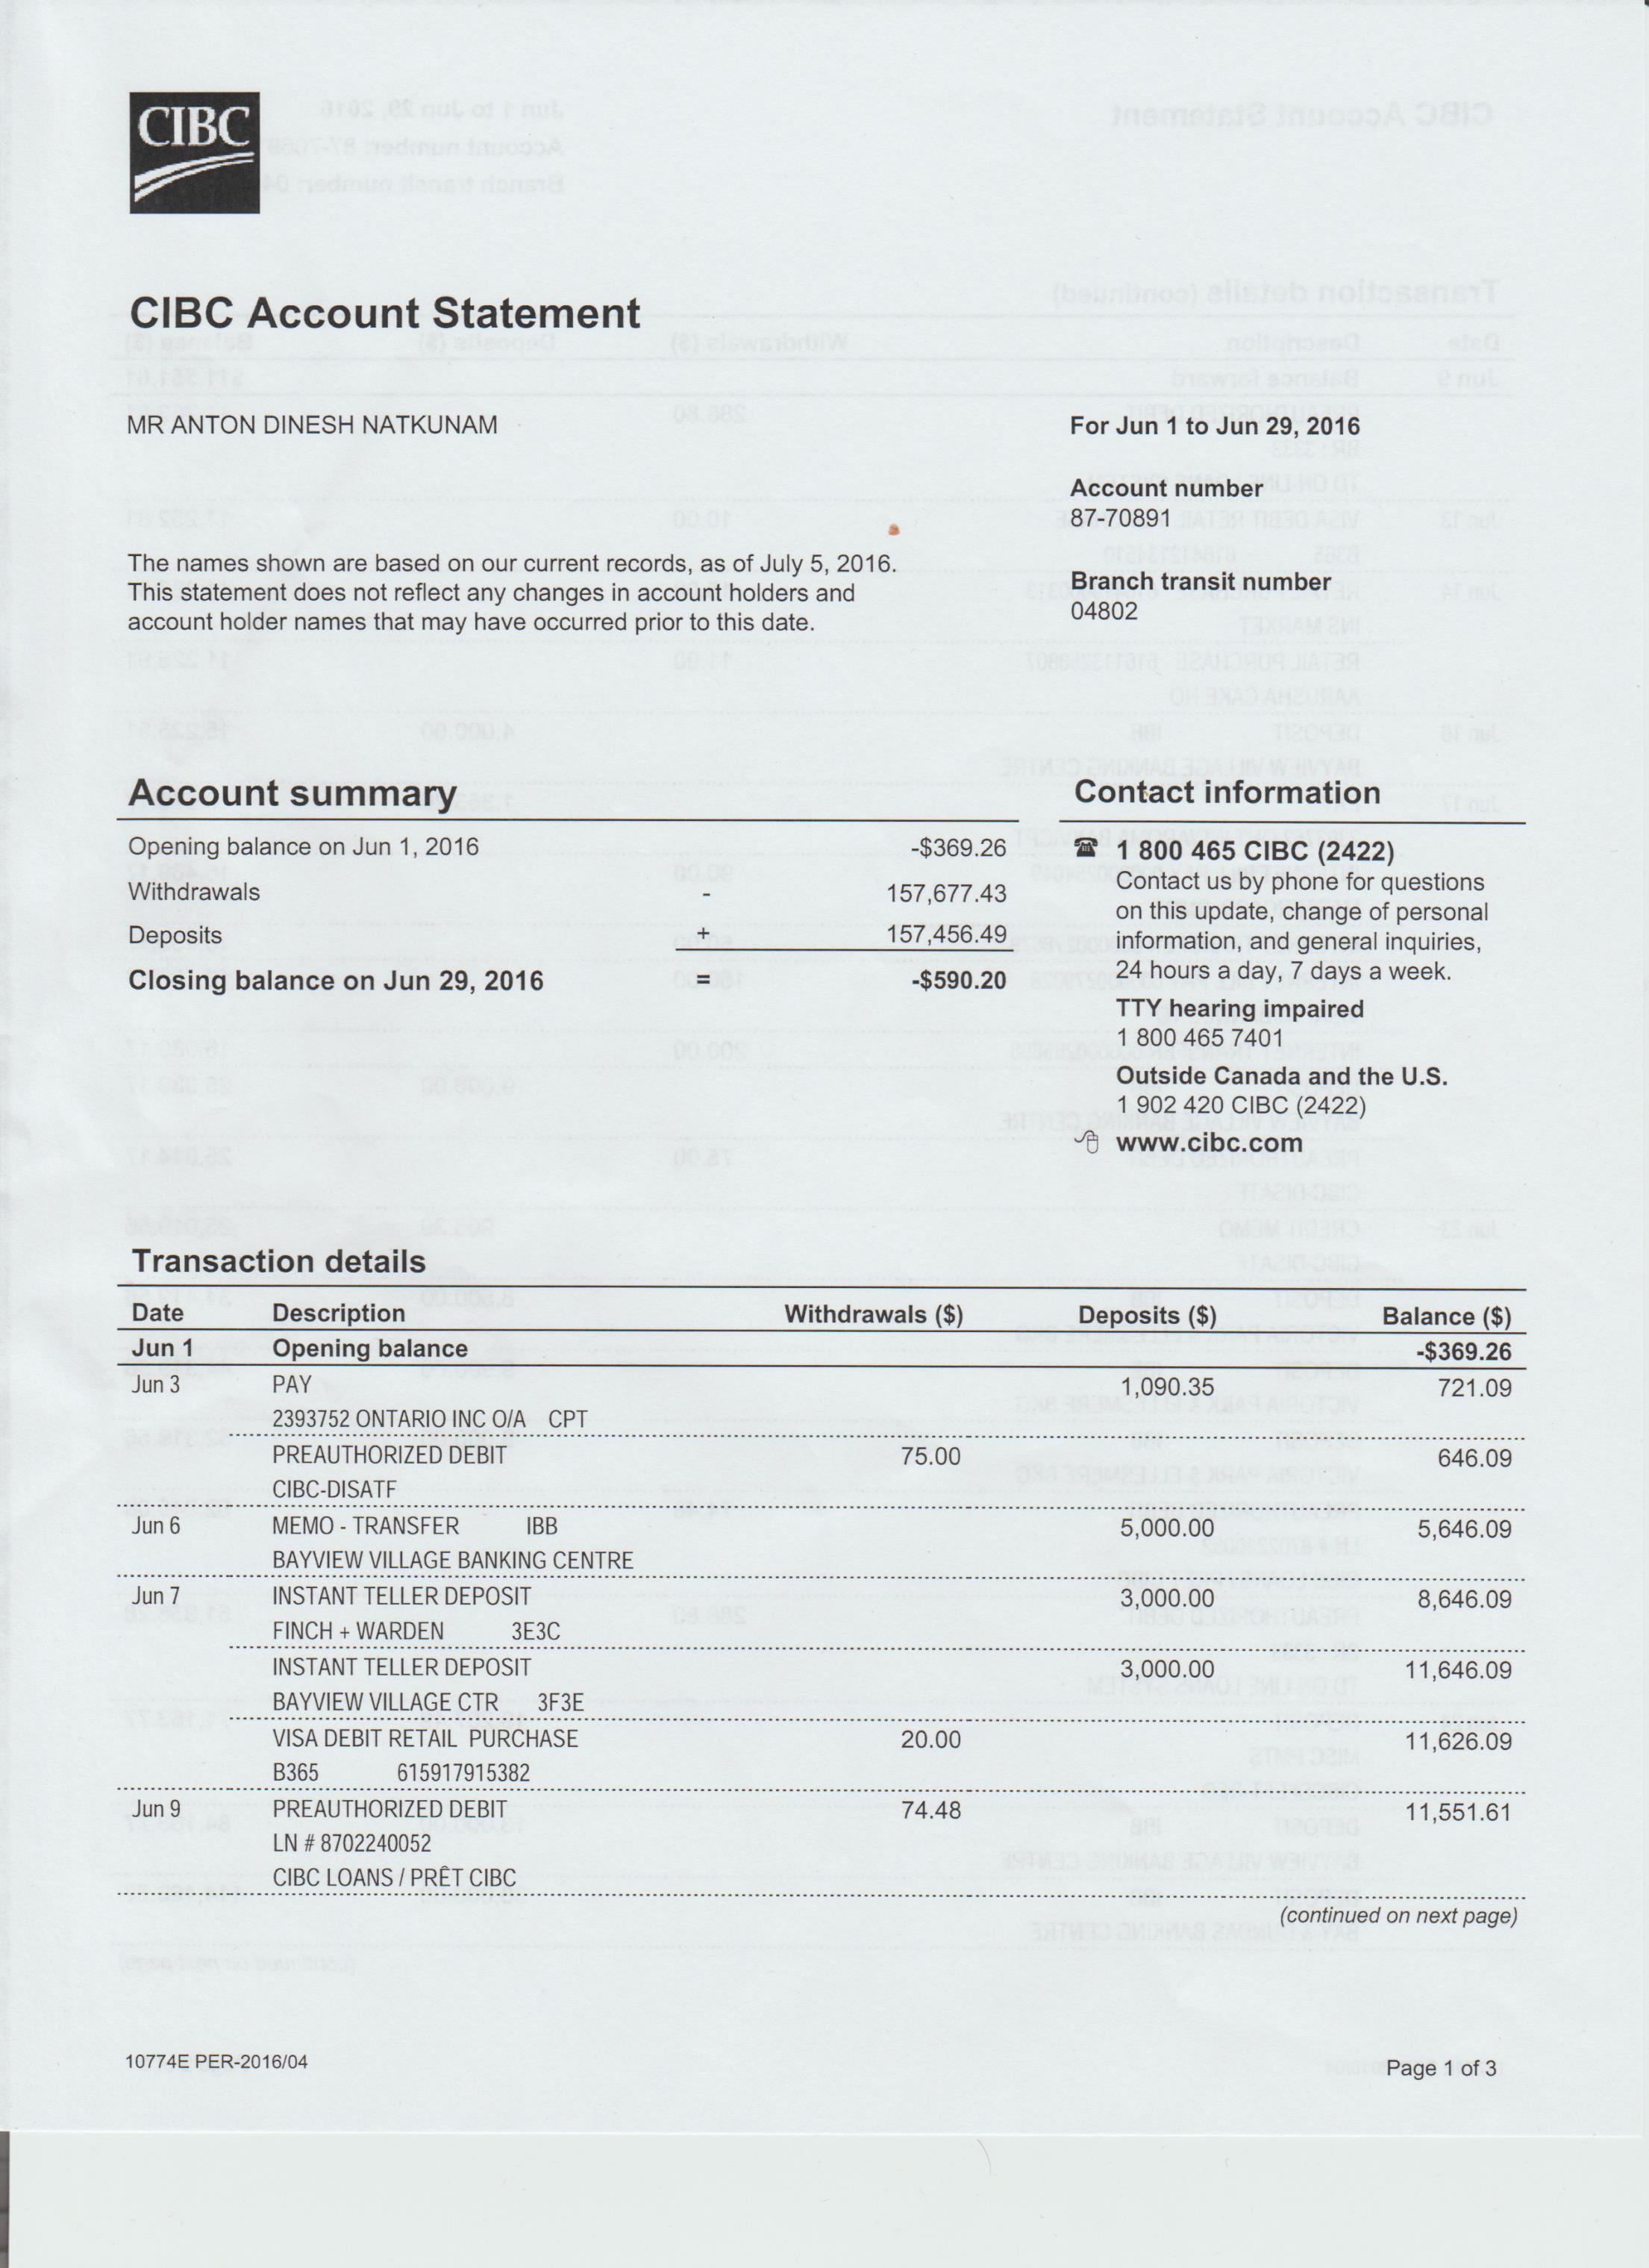 CIBC
CIBC Account Statement
MR ANTON DINESH NATKUNAM
For Jun 1 to Jun 29, 2016
Account number
87-70891
The names shown are based on our current records, as of July 5, 2016.
This statement does not reflect any changes in account holders and
account holder names that may have occurred prior to this date.
Branch transit number
04802
Account summary
Opening balance on Jun 1, 2016 -$369.26
Withdrawals - 157,677.43
Deposits + 157,456.49
Closing balance on Jun 29, 2016 = -$590.20
Contact information
1 800 465 CIBC (2422)
Contact us by phone for questions
on this update, change of personal
information, and general inquiries,
24 hours a day, 7 days a week.
TTY hearing impaired
1 800 465 7401
Outside Canada and the U.S.
1 902 420 CIBC (2422)
www.cibc.com
Transaction details
Date Description Withdrawals ($) Deposits ($) Balance ($)
Jun 1 Opening balance -$369.26
Jun 3 PAY 1,090.35 721.09
2393752 ONTARIO INC O/A CPT
PREAUTHORIZED DEBIT 75.00 646.09
CIBC-DISATF
Jun 6 MEMO - TRANSFER IBB 5,000.00 5,646.09
BAYVIEW VILLAGE BANKING CENTRE
Jun 7 INSTANT TELLER DEPOSIT 3,000.00 8,646.09
FINCH + WARDEN 3E3C
INSTANT TELLER DEPOSIT 3,000.00 11,646.09
BAYVIEW VILLAGE CTR 3F3E
VISA DEBIT RETAIL PURCHASE 20.00 11,626.09
B365 615917915382
Jun 9 PREAUTHORIZED DEBIT 74.48 11,551.61
LN # 8702240052
CIBC LOANS / PRÊT CIBC
(continued on next page)
10774E PER-2016/04
Page 1 of 3